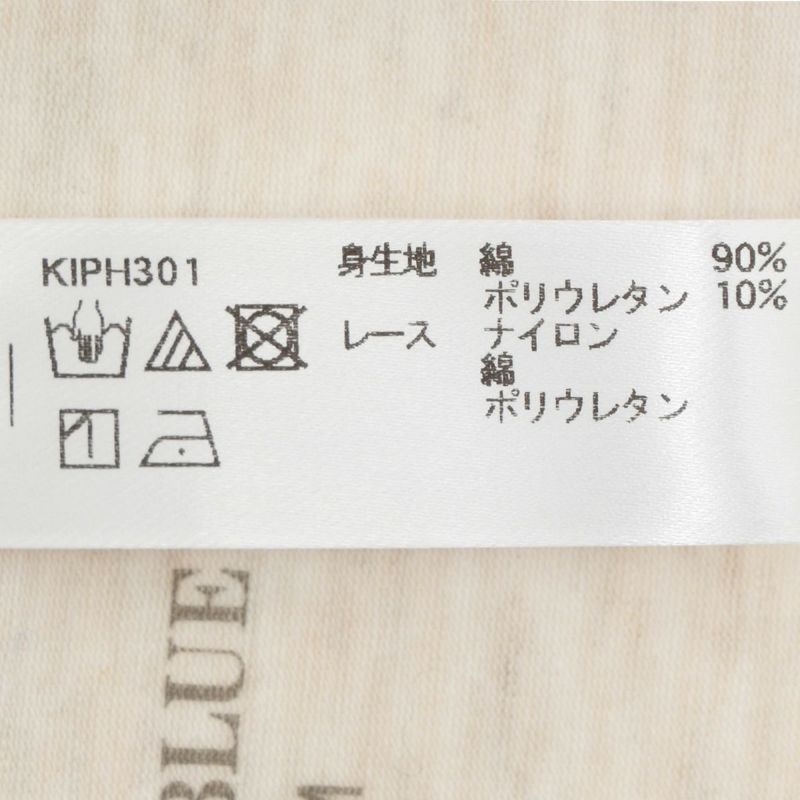 KIPH301
身生地 綿 90%
ポリウレタン 10%
レース ナイロン
綿
ポリウレタン
BLUE
M